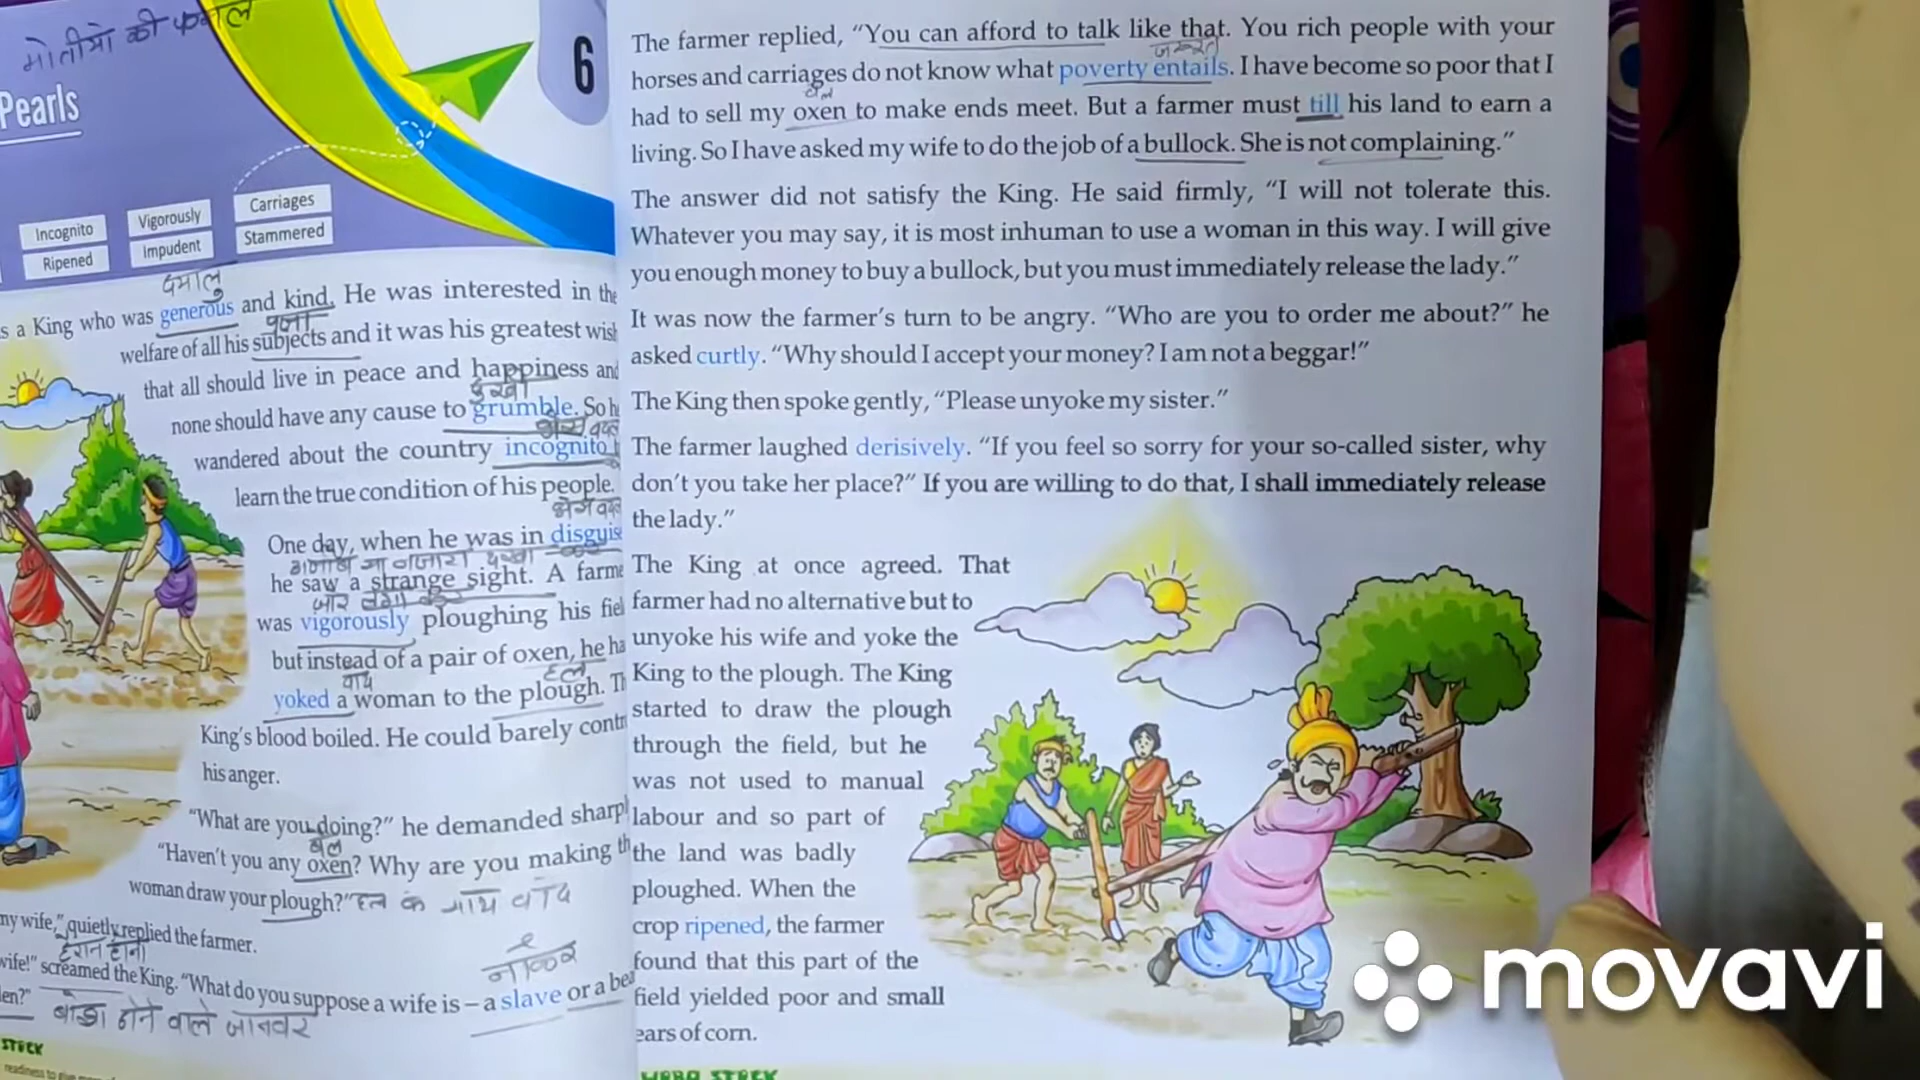 मोतीयो की फसल
Pearls
6
Incognito
Vigorously
Carriages
Ripened
Impudent
Stammered
दयालु
s a King who was generous and kind. He was interested in the
प्रजा
welfare of all his subjects and it was his greatest wish
that all should live in peace and happiness and
दुखी
none should have any cause to grumble. So he
wandered about the country incognito
learn the true condition of his people.
One day, when he was in disguis
he saw a strange sight. A farme
was vigorously ploughing his fiel
but instead of a pair of oxen, he ha
हल
yoked a woman to the plough. Th
King's blood boiled. He could barely contr
his anger.
"What are you doing?" he demanded sharpl
बैल
"Haven't you any oxen? Why are you making th
woman draw your plough?" हल के साथ
my wife," quietly replied the farmer.
हैरान होना
wife!" screamed the King. "What do you suppose a wife is – a slave or a bea
en?" बोझा ढोने वाले जानवर
STOCK
The farmer replied, "You can afford to talk like that. You rich people with your
horses and carriages do not know what poverty entails. I have become so poor that I
बैल
had to sell my oxen to make ends meet. But a farmer must till his land to earn a
living. So I have asked my wife to do the job of a bullock. She is not complaining."
The answer did not satisfy the King. He said firmly, "I will not tolerate this.
Whatever you may say, it is most inhuman to use a woman in this way. I will give
you enough money to buy a bullock, but you must immediately release the lady."
It was now the farmer's turn to be angry. "Who are you to order me about?" he
asked curtly. "Why should I accept your money? I am not a beggar!"
The King then spoke gently, "Please unyoke my sister."
The farmer laughed derisively. "If you feel so sorry for your so-called sister, why
don't you take her place?" If you are willing to do that, I shall immediately release
the lady."
The King at once agreed. That
farmer had no alternative but to
unyoke his wife and yoke the
King to the plough. The King
started to draw the plough
through the field, but he
was not used to manual
labour and so part of
the land was badly
ploughed. When the
crop ripened, the farmer
found that this part of the
field yielded poor and small
ears of corn.
WORD STOCK
movavi